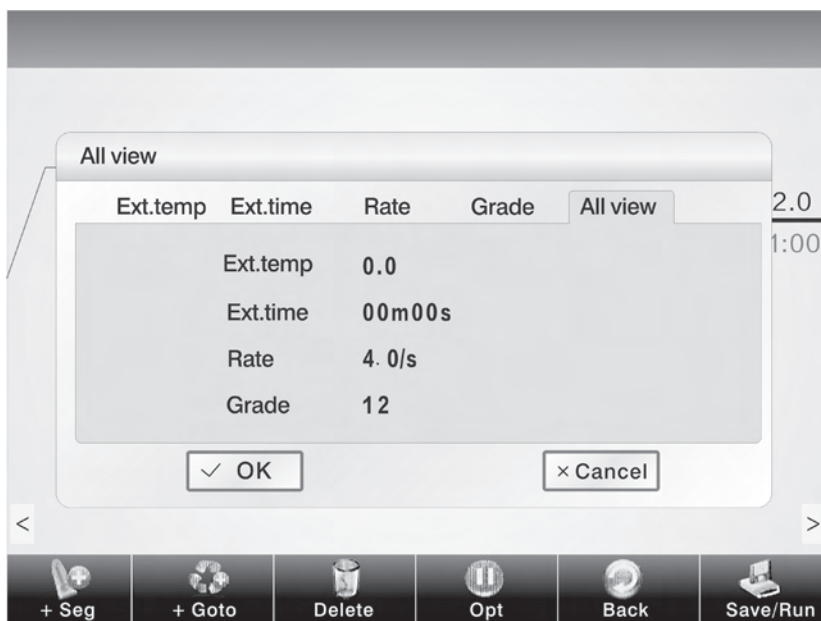 All view
Ext.temp Ext.time Rate Grade All view
2.0
1:00
Ext.temp 0.0
Ext.time 00m00s
Rate 4.0/s
Grade 12
✓ OK × Cancel
< >
+ Seg + Goto Delete Opt Back Save/Run